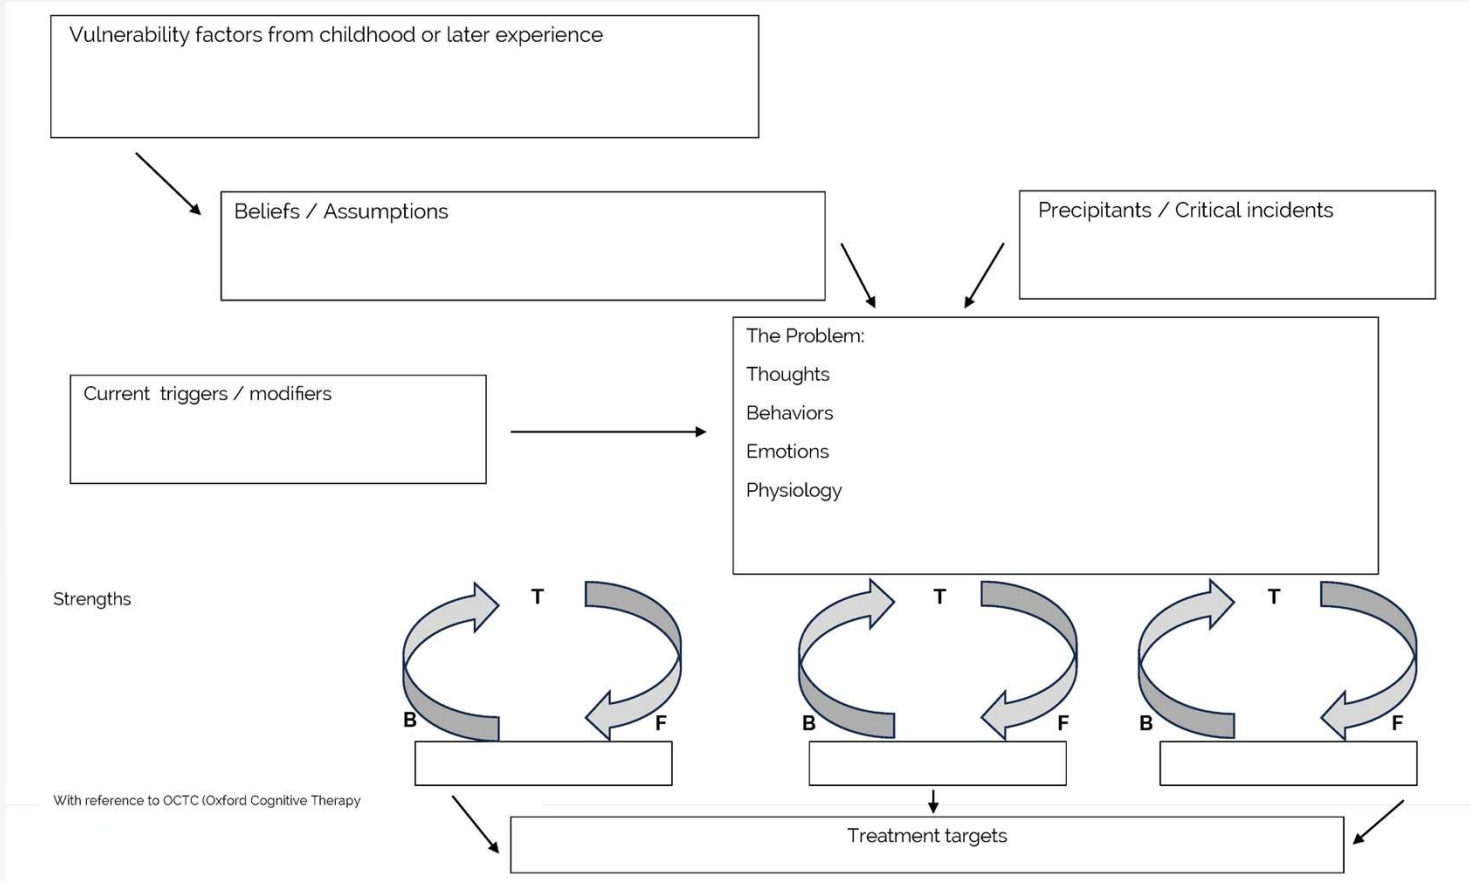 Vulnerability factors from childhood or later experience
Beliefs / Assumptions
Precipitants / Critical incidents
The Problem:
Thoughts
Behaviors
Emotions
Physiology
Current triggers / modifiers
Strengths
T
B
F
T
B
F
T
B
F
With reference to OCTC (Oxford Cognitive Therapy
Treatment targets